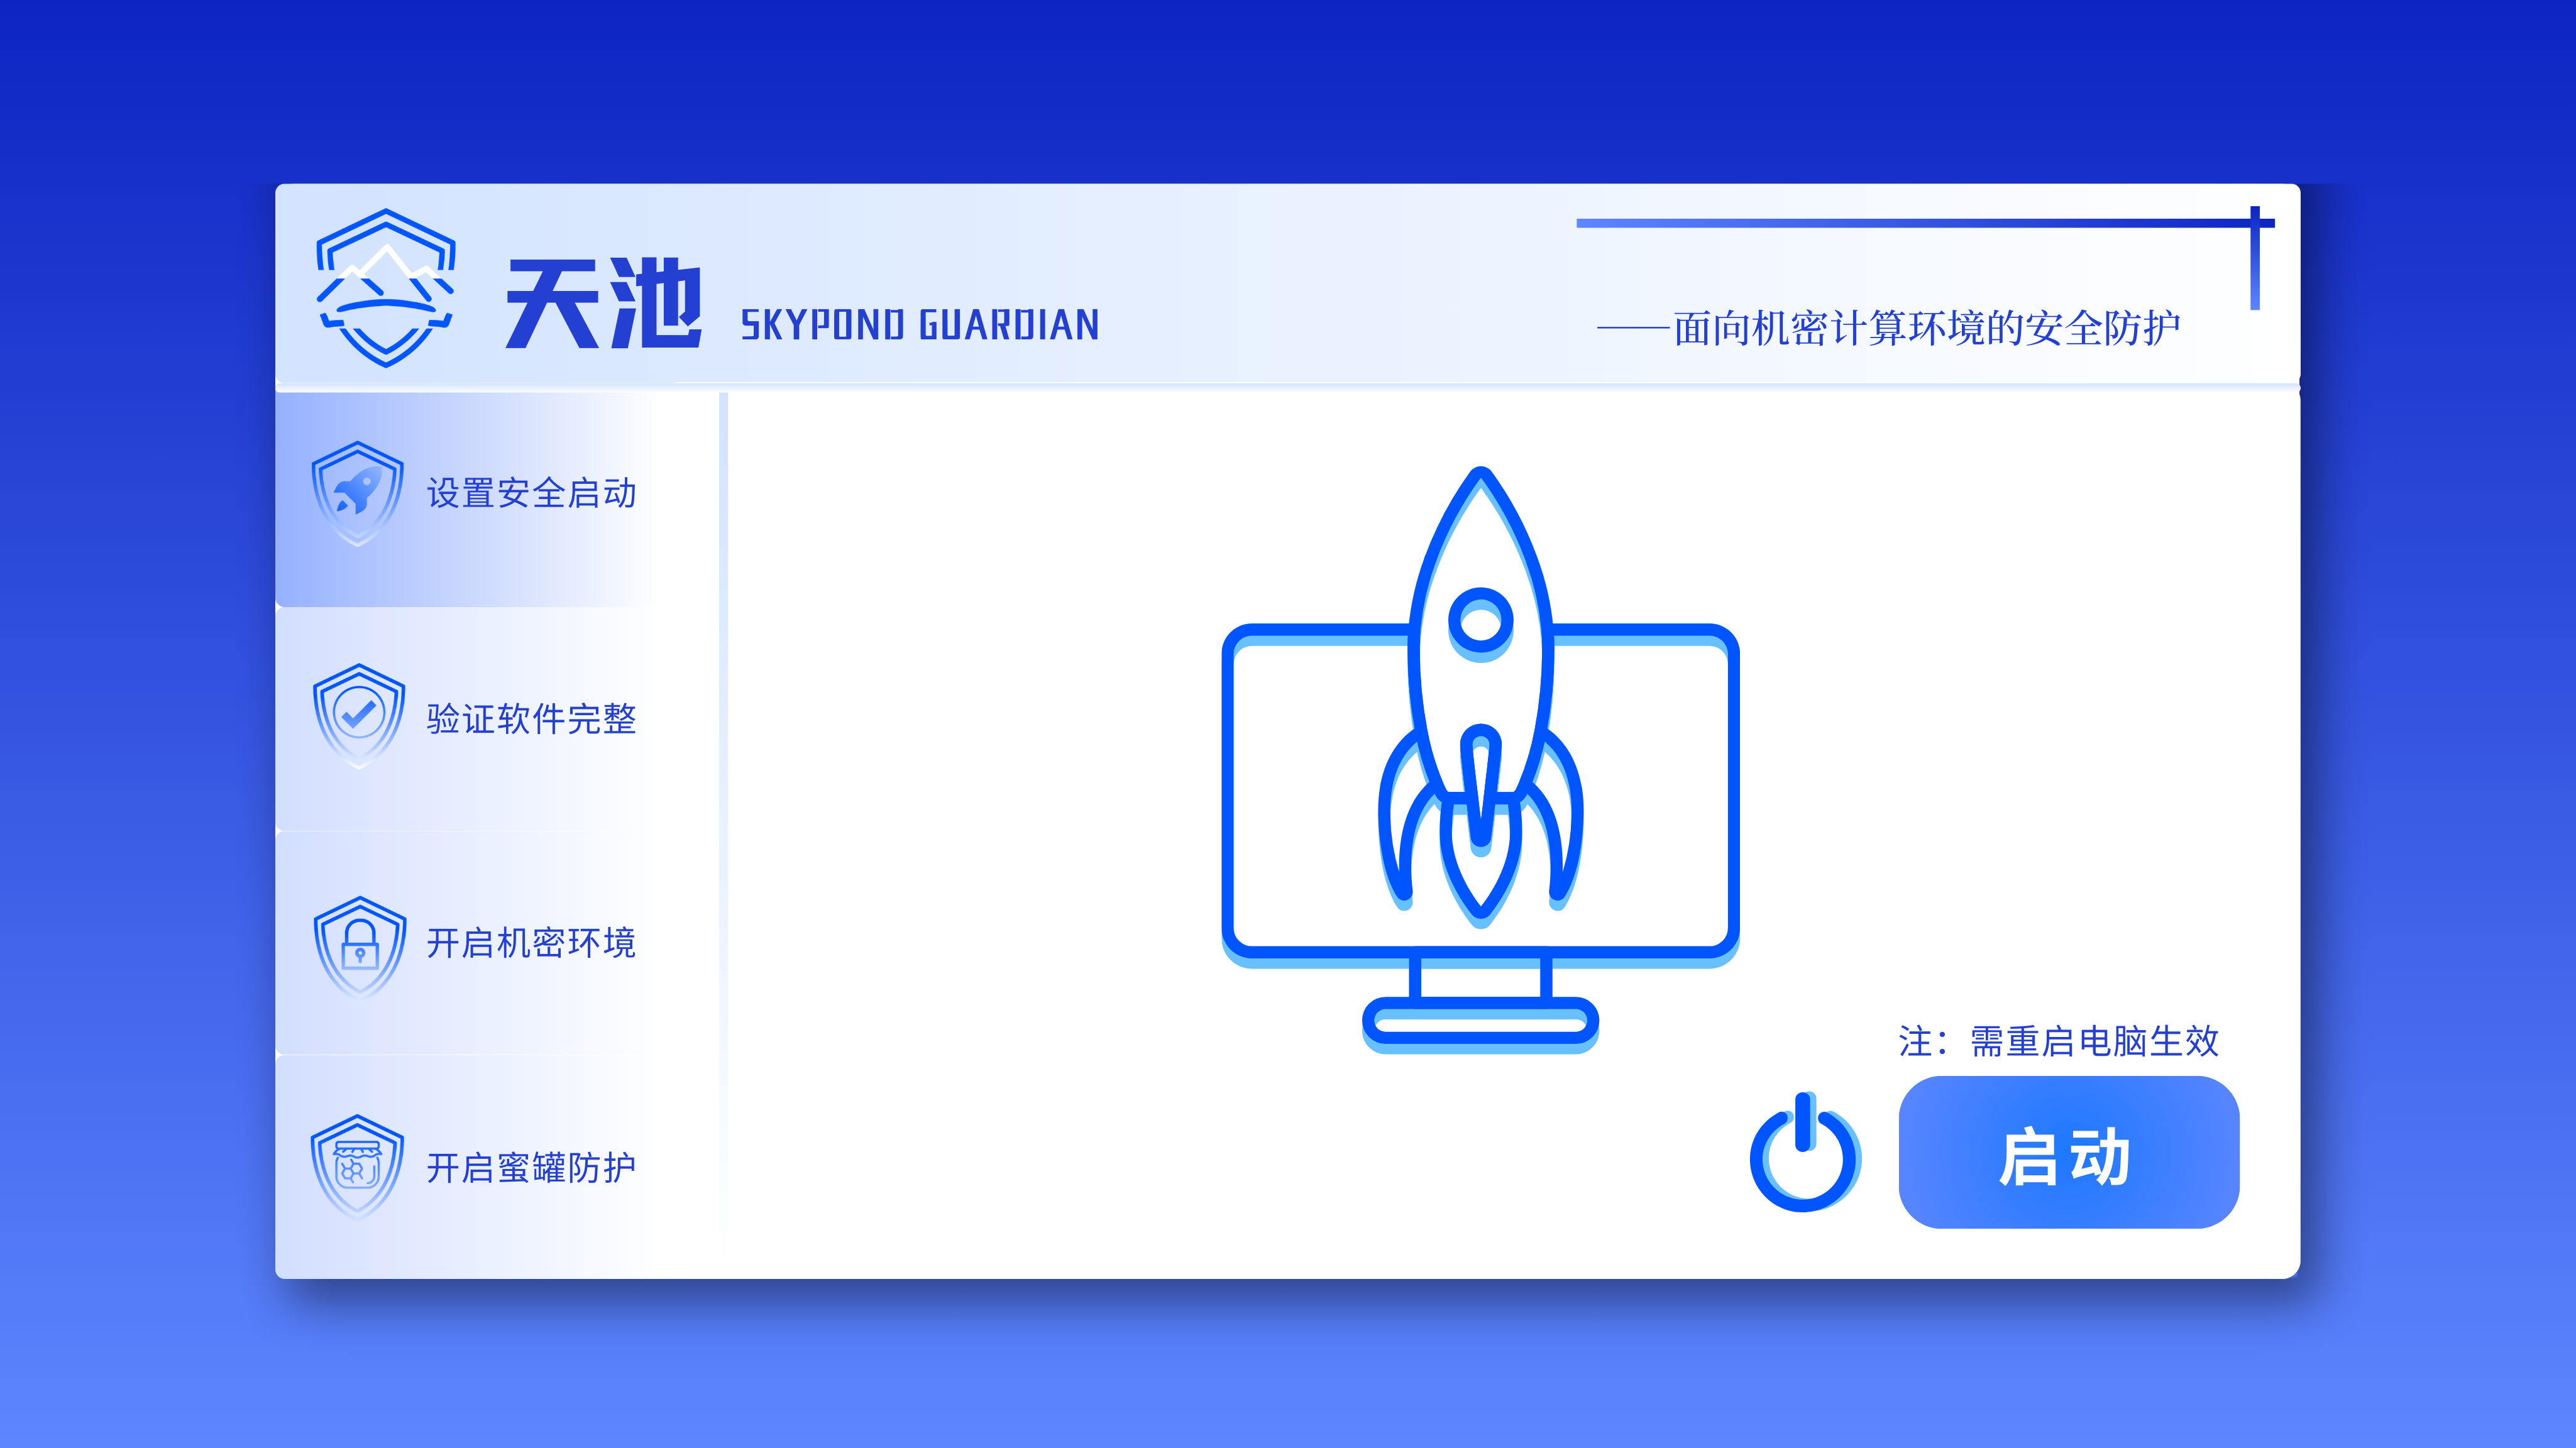 天池 SKYPOND GUARDIAN
——面向机密计算环境的安全防护
设置安全启动
验证软件完整
开启机密环境
开启蜜罐防护
注：需重启电脑生效
启动